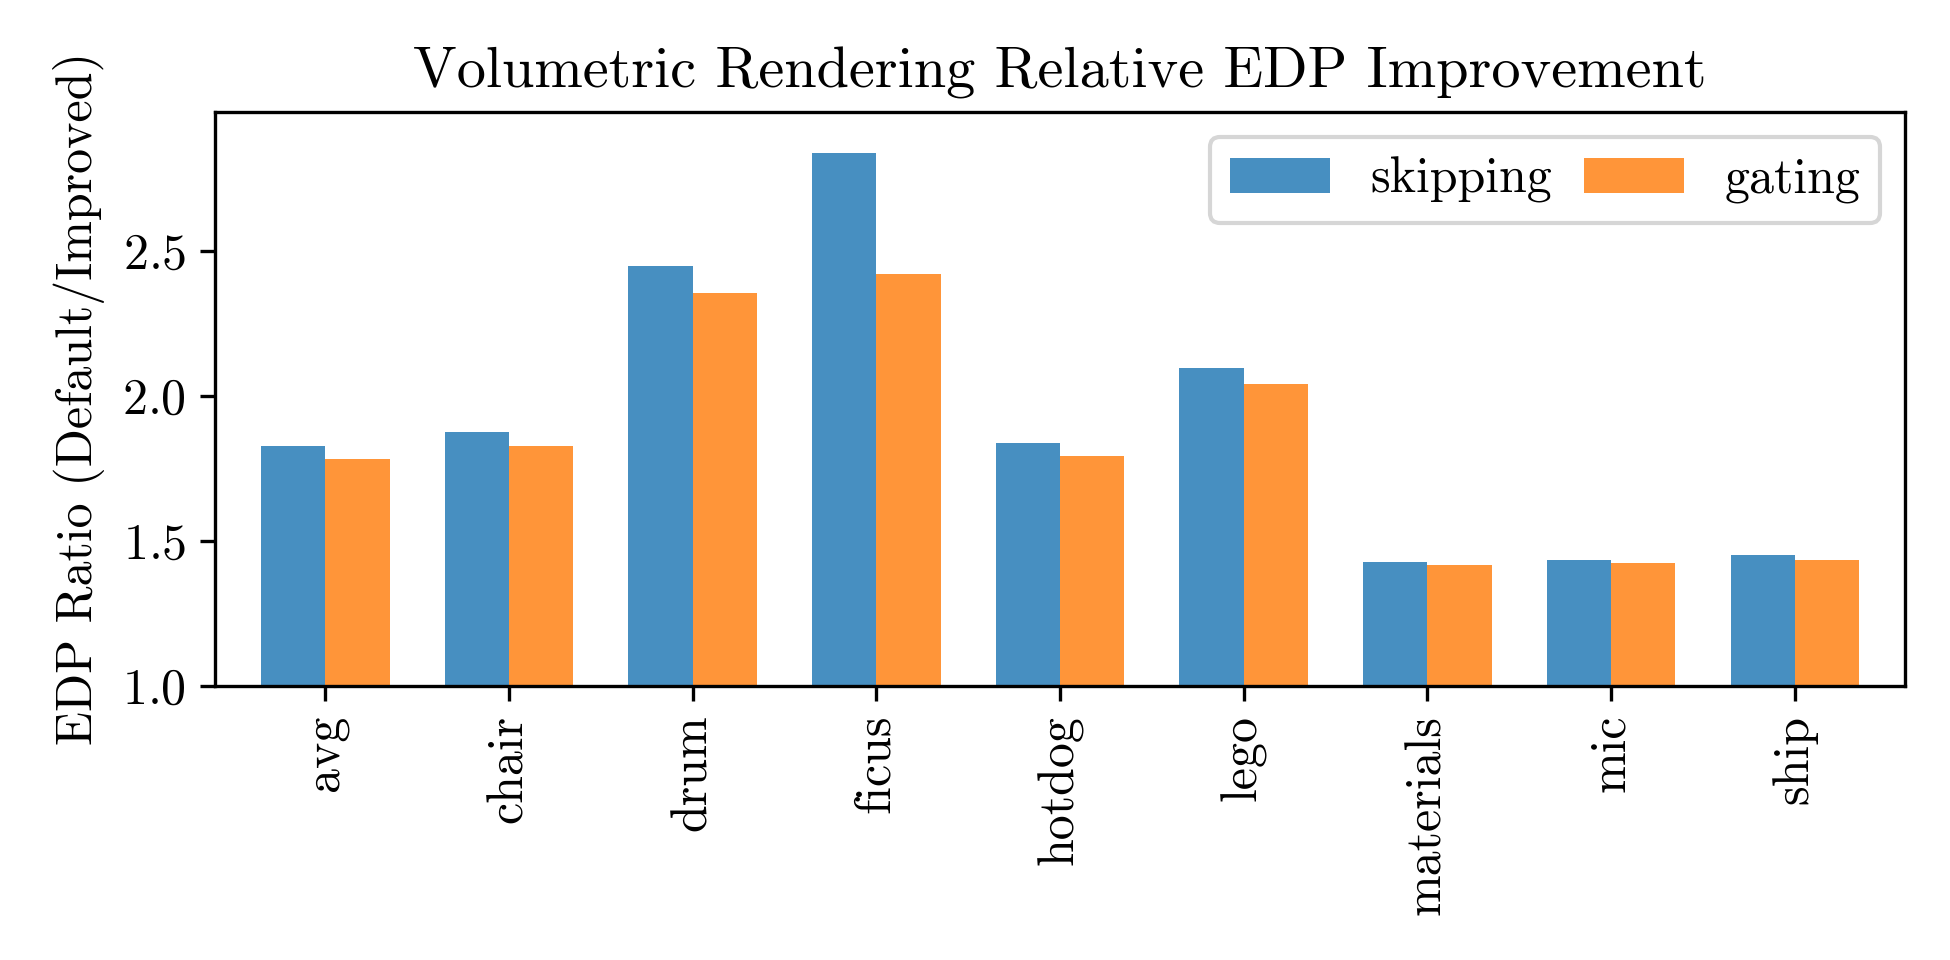 Volumetric Rendering Relative EDP Improvement
EDP Ratio (Default/Improved)
skipping gating
2.5
2.0
1.5
1.0
avg chair drum ficus hotdog lego materials mic ship